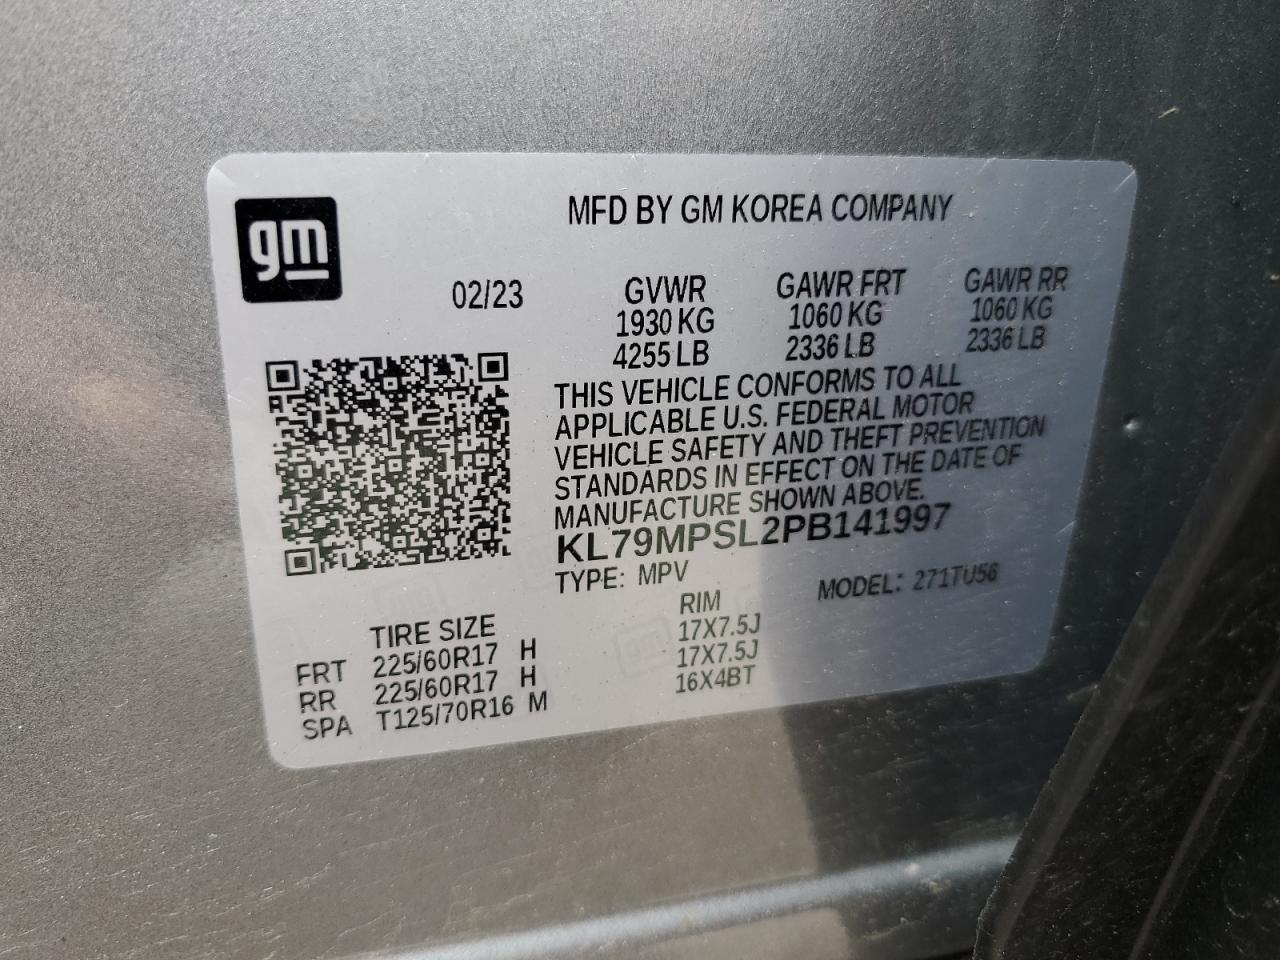 gm
MFD BY GM KOREA COMPANY
02/23
GVWR GAWR FRT GAWR RR
1930 KG 1060 KG 1060 KG
4255 LB 2336 LB 2336 LB
THIS VEHICLE CONFORMS TO ALL
APPLICABLE U.S. FEDERAL MOTOR
VEHICLE SAFETY AND THEFT PREVENTION
STANDARDS IN EFFECT ON THE DATE OF
MANUFACTURE SHOWN ABOVE.
KL79MPSL2PB141997
TYPE: MPV MODEL: 271TU56
TIRE SIZE RIM
FRT 225/60R17 H 17X7.5J
RR 225/60R17 H 17X7.5J
SPA T125/70R16 M 16X4BT